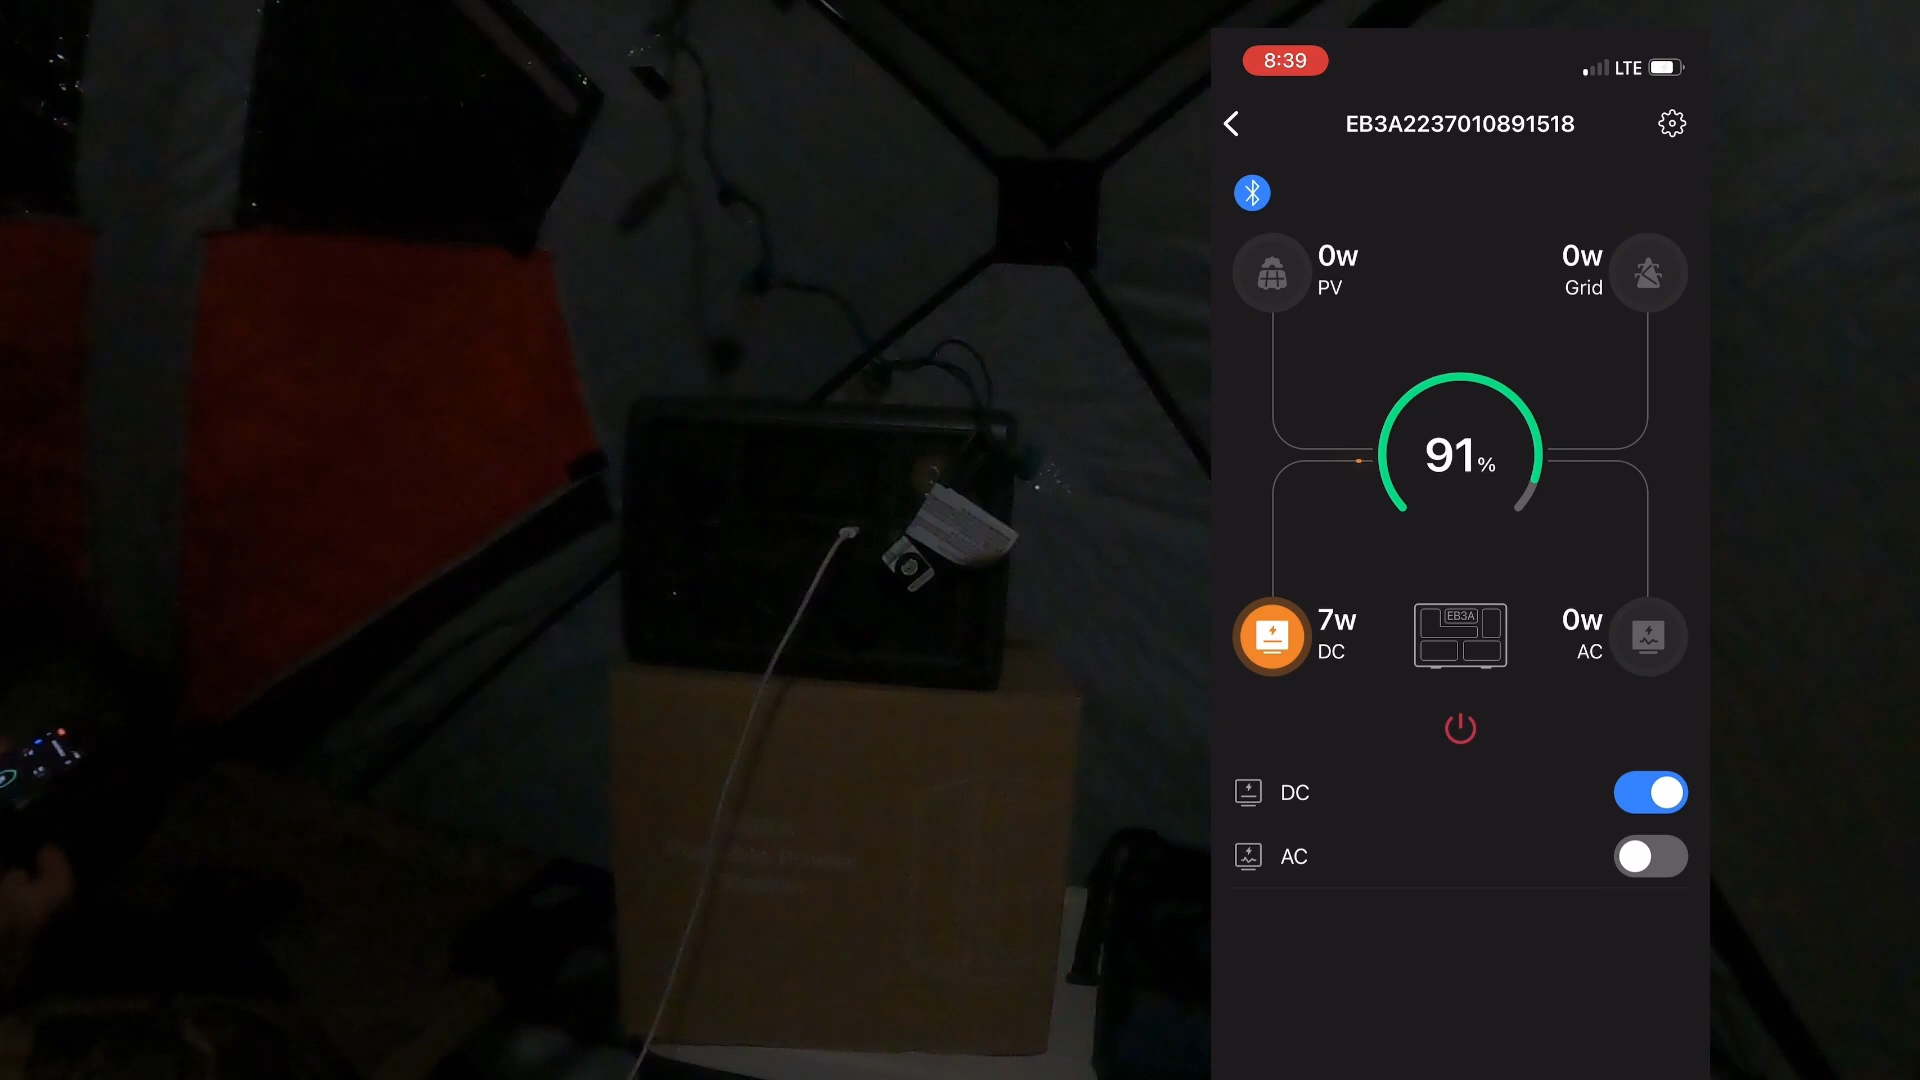 8:39
LTE
EB3A2237010891518
0w
PV
0w
Grid
91%
7w
DC
EB3A
0w
AC
DC
AC